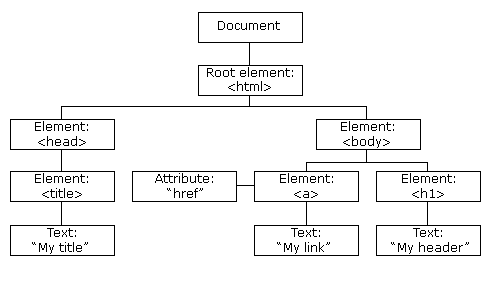 Document
Root element:
<html>
Element:
<head>
Element:
<body>
Element:
<title>
Attribute:
“href”
Element:
<a>
Element:
<h1>
Text:
“My title”
Text:
“My link”
Text:
“My header”